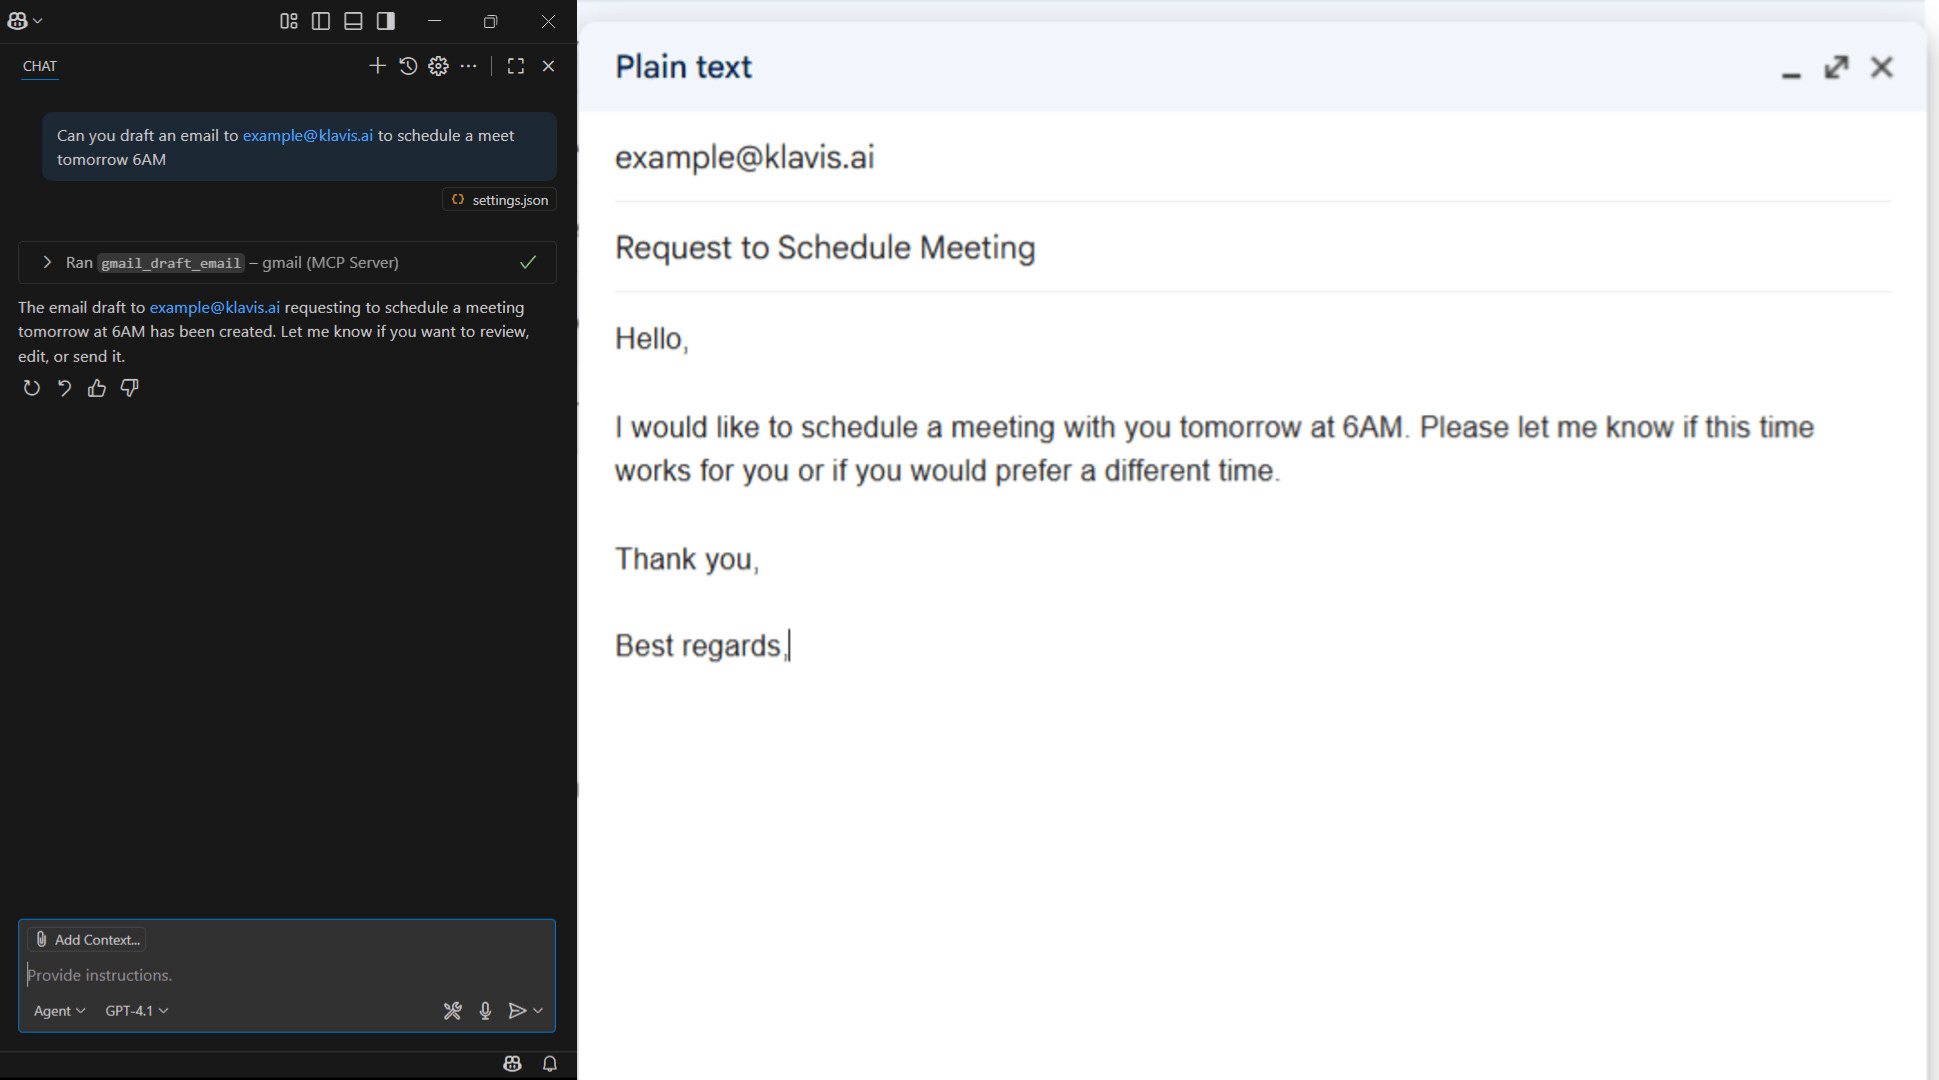 CHAT
Can you draft an email to example@klavis.ai to schedule a meet
tomorrow 6AM
settings.json
Ran gmail_draft_email – gmail (MCP Server)
The email draft to example@klavis.ai requesting to schedule a meeting
tomorrow at 6AM has been created. Let me know if you want to review,
edit, or send it.
Add Context...
Provide instructions.
Agent GPT-4.1
Plain text
example@klavis.ai
Request to Schedule Meeting
Hello,
I would like to schedule a meeting with you tomorrow at 6AM. Please let me know if this time
works for you or if you would prefer a different time.
Thank you,
Best regards,